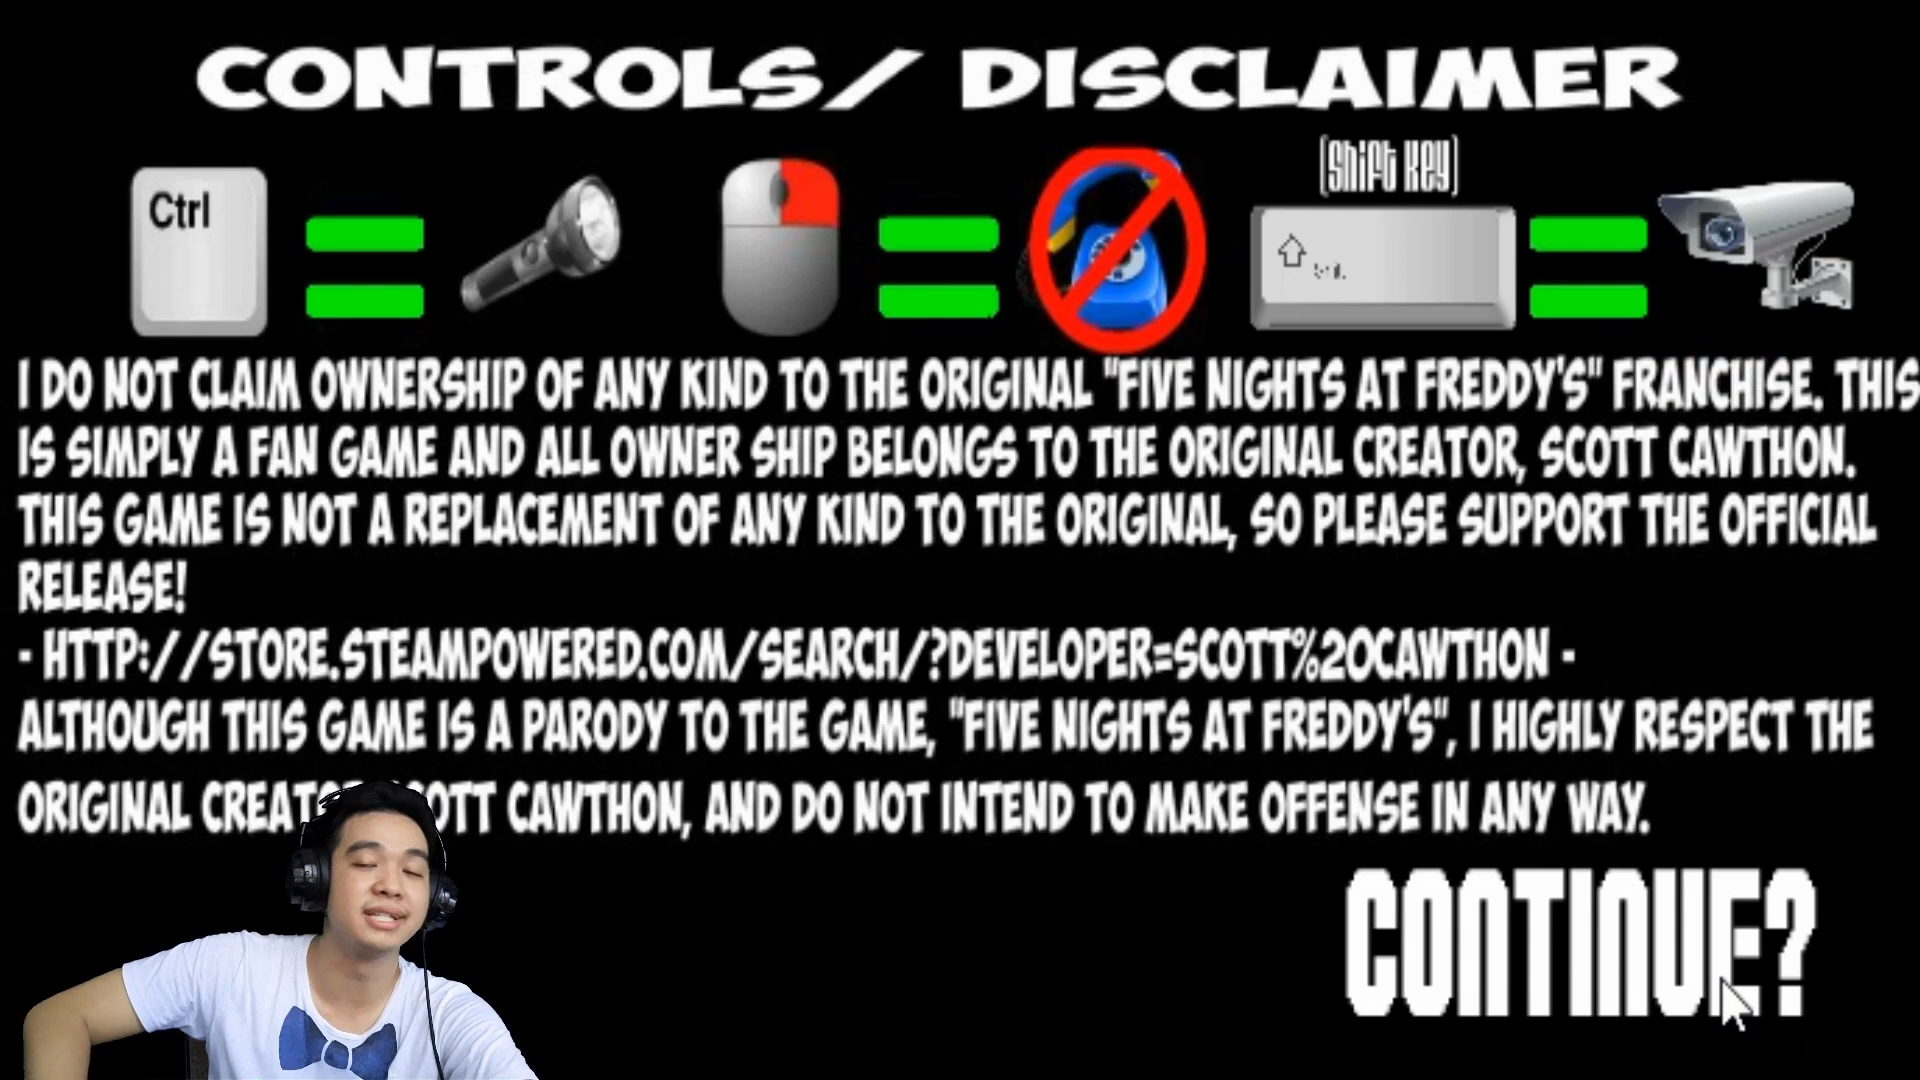 CONTROLS/ DISCLAIMER
(Shift Key)
Ctrl
I DO NOT CLAIM OWNERSHIP OF ANY KIND TO THE ORIGINAL "FIVE NIGHTS AT FREDDY'S" FRANCHISE. THIS
IS SIMPLY A FAN GAME AND ALL OWNER SHIP BELONGS TO THE ORIGINAL CREATOR, SCOTT CAWTHON.
THIS GAME IS NOT A REPLACEMENT OF ANY KIND TO THE ORIGINAL, SO PLEASE SUPPORT THE OFFICIAL
RELEASE!
- HTTP://STORE.STEAMPOWERED.COM/SEARCH/?DEVELOPER=SCOTT%20CAWTHON -
ALTHOUGH THIS GAME IS A PARODY TO THE GAME, "FIVE NIGHTS AT FREDDY'S", I HIGHLY RESPECT THE
ORIGINAL CAWTHON, AND DO NOT INTEND TO MAKE OFFENSE IN ANY WAY.
CONTINUE?